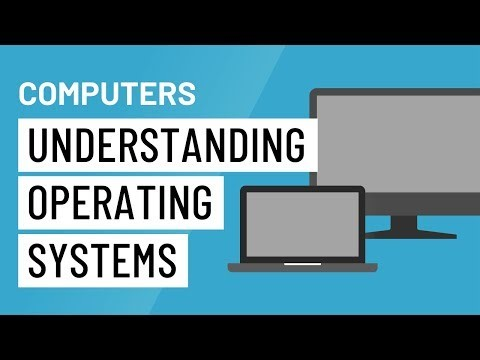 COMPUTERS
UNDERSTANDING
OPERATING
SYSTEMS